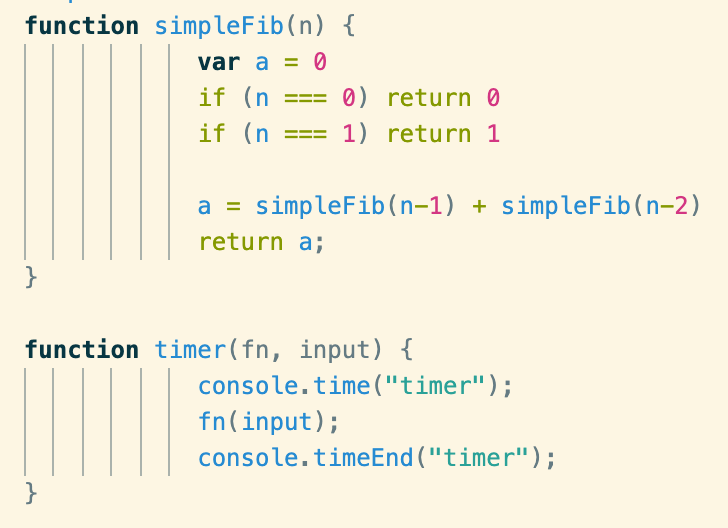 function simpleFib(n) {
var a = 0
if (n === 0) return 0
if (n === 1) return 1
a = simpleFib(n-1) + simpleFib(n-2)
return a;
}
function timer(fn, input) {
console.time("timer");
fn(input);
console.timeEnd("timer");
}